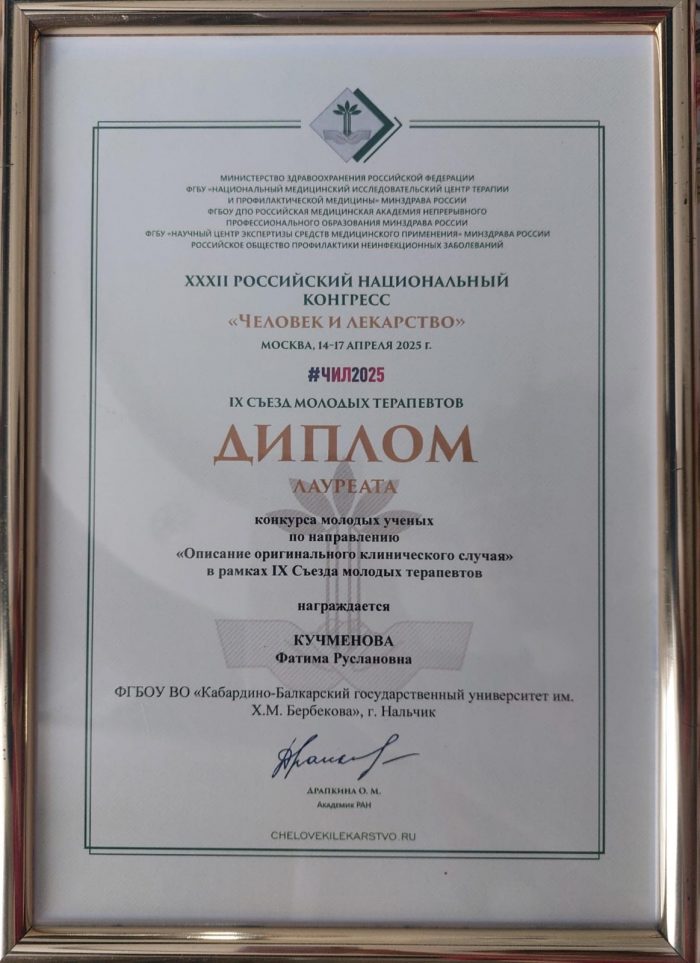 МИНИСТЕРСТВО ЗДРАВООХРАНЕНИЯ РОССИЙСКОЙ ФЕДЕРАЦИИ
ФГБУ «НАЦИОНАЛЬНЫЙ МЕДИЦИНСКИЙ ИССЛЕДОВАТЕЛЬСКИЙ ЦЕНТР ТЕРАПИИ
И ПРОФИЛАКТИЧЕСКОЙ МЕДИЦИНЫ» МИНЗДРАВА РОССИИ
ФГБОУ ДПО РОССИЙСКАЯ МЕДИЦИНСКАЯ АКАДЕМИЯ НЕПРЕРЫВНОГО
ПРОФЕССИОНАЛЬНОГО ОБРАЗОВАНИЯ МИНЗДРАВА РОССИИ
ФГБУ «НАУЧНЫЙ ЦЕНТР ЭКСПЕРТИЗЫ СРЕДСТВ МЕДИЦИНСКОГО ПРИМЕНЕНИЯ» МИНЗДРАВА РОССИИ
РОССИЙСКОЕ ОБЩЕСТВО ПРОФИЛАКТИКИ НЕИНФЕКЦИОННЫХ ЗАБОЛЕВАНИЙ
XXXII РОССИЙСКИЙ НАЦИОНАЛЬНЫЙ
КОНГРЕСС
«ЧЕЛОВЕК И ЛЕКАРСТВО»
МОСКВА, 14-17 АПРЕЛЯ 2025 г.
#ЧИЛ2025
IX СЪЕЗД МОЛОДЫХ ТЕРАПЕВТОВ
ДИПЛОМ
ЛАУРЕАТА
конкурса молодых ученых
по направлению
«Описание оригинального клинического случая»
в рамках IX Съезда молодых терапевтов
награждается
КУЧМЕНОВА
Фатима Руслановна
ФГБОУ ВО «Кабардино-Балкарский государственный университет им.
Х.М. Бербекова», г. Нальчик
ДРАПКИНА О. М.
Академик РАН
CHELOVEKILEKARSTVO.RU